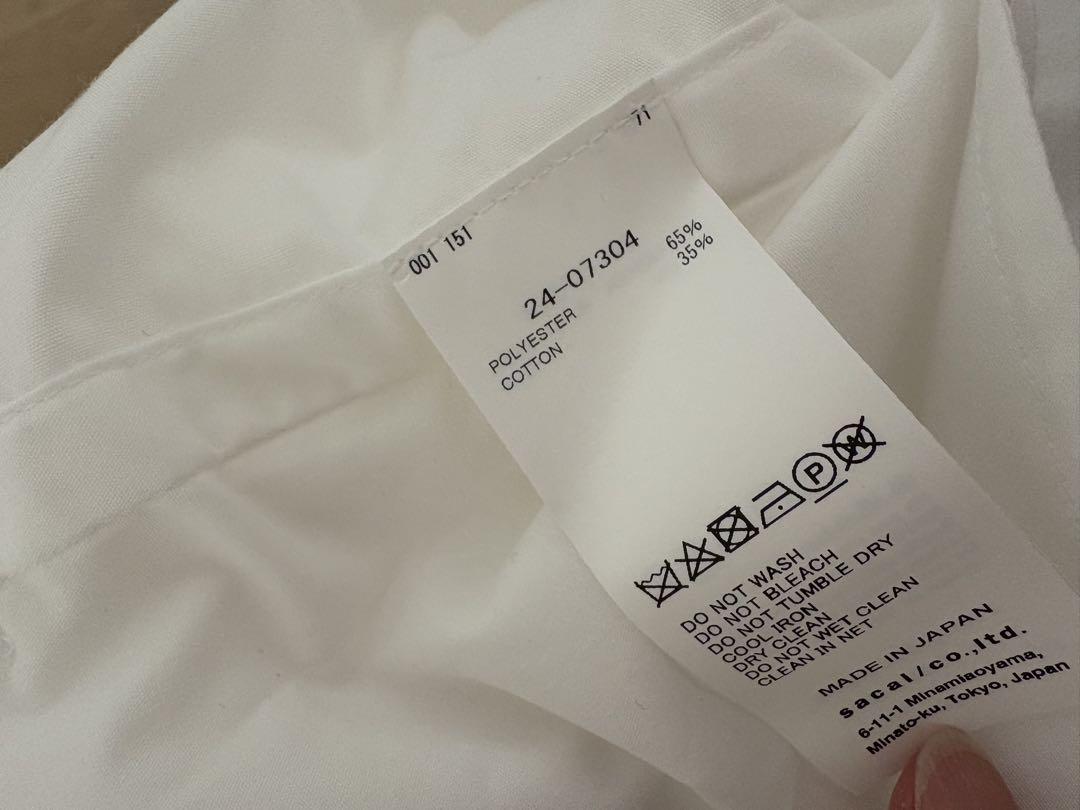 71
001 151
24-07304
POLYESTER 65%
COTTON 35%
P W
DO NOT WASH
DO NOT BLEACH
DO NOT TUMBLE DRY
COOL IRON
DRY CLEAN
DO NOT WET CLEAN
CLEAN IN NET
MADE IN JAPAN
sacai/co.,ltd.
6-11-1 Minamiaoyama,
Minato-ku, Tokyo, Japan